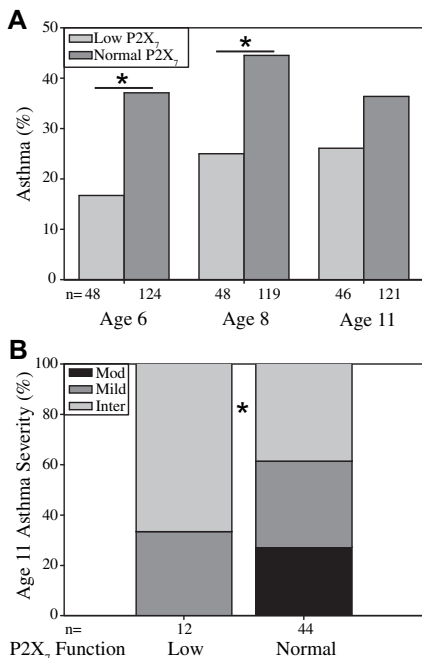 A
Low P2X7
Normal P2X7
*
*
Asthma (%)
50
40
30
20
10
0
n= 48 124 48 119 46 121
Age 6 Age 8 Age 11
B
Mod
Mild
Inter
*
Age 11 Asthma Severity (%)
100
80
60
40
20
0
n= 12 44
P2X7 Function Low Normal